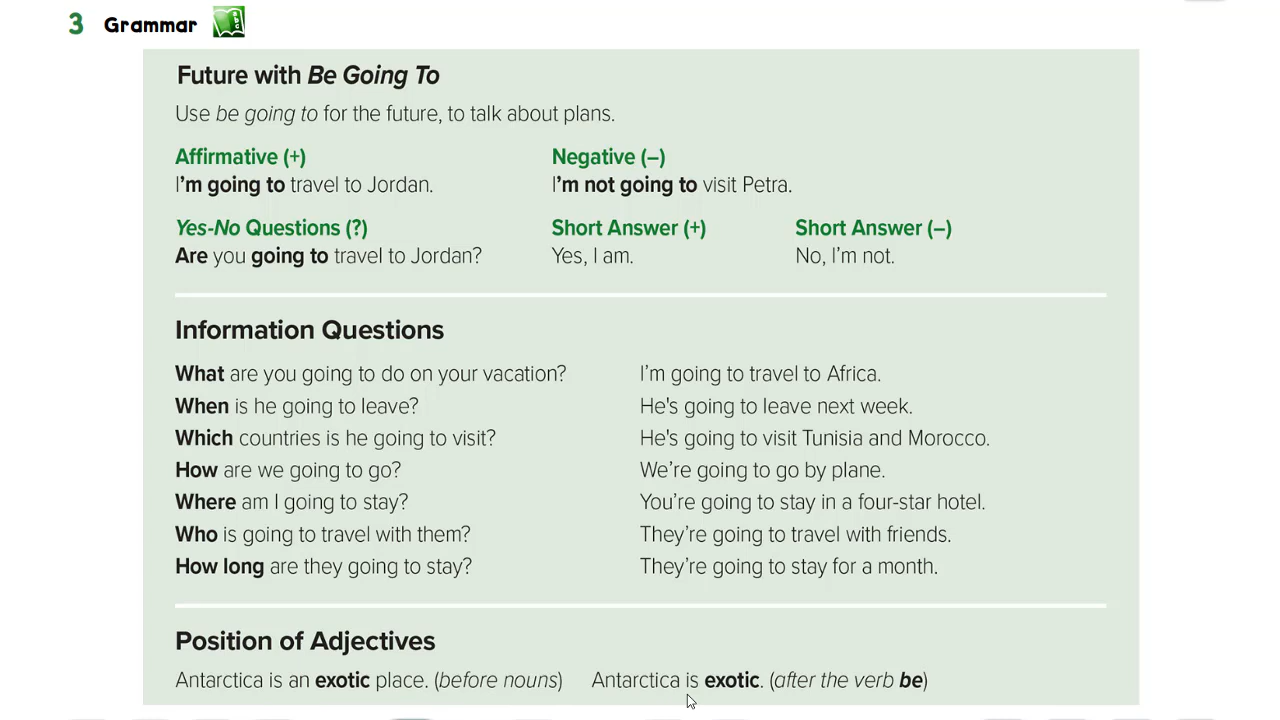 3 Grammar
Future with Be Going To
Use be going to for the future, to talk about plans.
Affirmative (+) Negative (–)
I'm going to travel to Jordan. I'm not going to visit Petra.
Yes-No Questions (?) Short Answer (+) Short Answer (–)
Are you going to travel to Jordan? Yes, I am. No, I'm not.
Information Questions
What are you going to do on your vacation? I'm going to travel to Africa.
When is he going to leave? He's going to leave next week.
Which countries is he going to visit? He's going to visit Tunisia and Morocco.
How are we going to go? We're going to go by plane.
Where am I going to stay? You're going to stay in a four-star hotel.
Who is going to travel with them? They're going to travel with friends.
How long are they going to stay? They're going to stay for a month.
Position of Adjectives
Antarctica is an exotic place. (before nouns) Antarctica is exotic. (after the verb be)